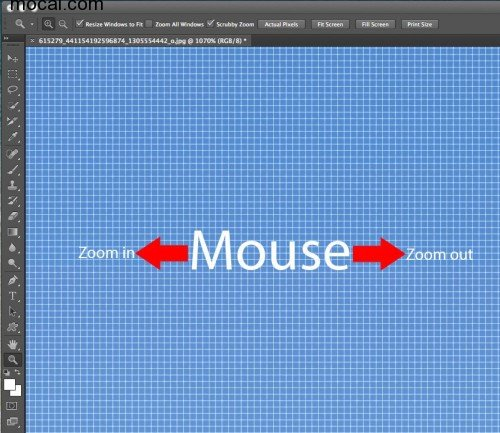 mocal.com
Resize Windows to Fit Zoom All Windows Scrubby Zoom Actual Pixels Fit Screen Fill Screen Print Size
615279_441154192596874_1305554442_o.jpg @ 1070% (RGB/8) *
Zoom in Mouse Zoom out